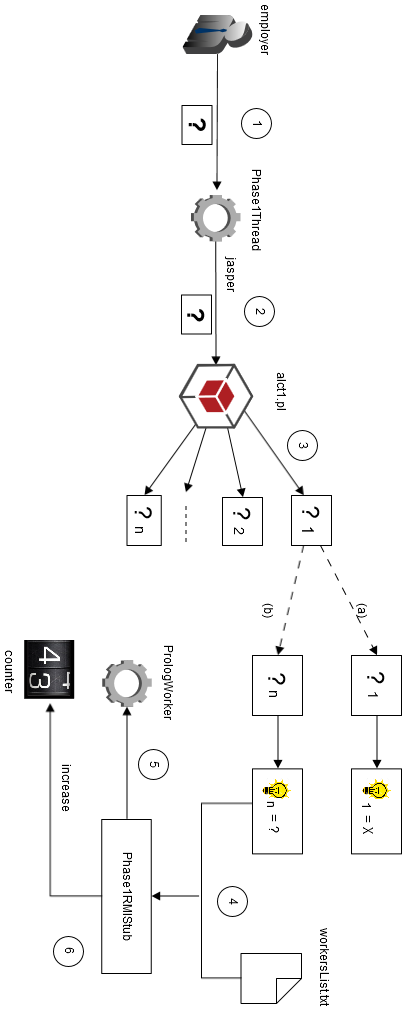 employer
1
?
Phase1Thread
jasper
2
?
alct1.pl
3
? 1
? 2
? n
(a)
(b)
? 1
? n
1 = X
n = ?
4
workersList.txt
PrologWorker
5
Phase1RMIStub
increase
6
43
counter